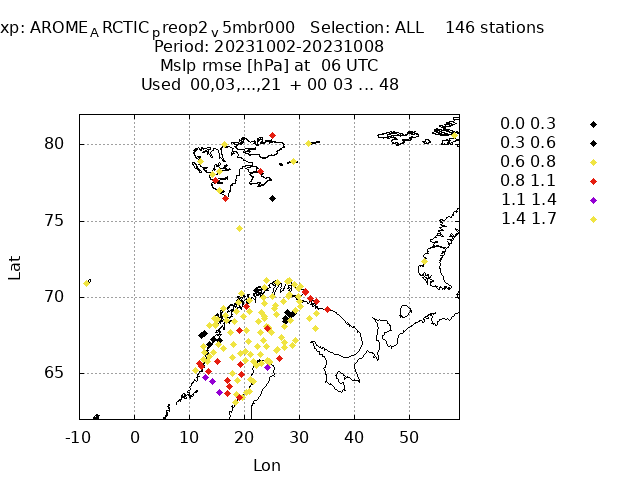 xp: AROME_ARCTIC_preop2_v5mbr000 Selection: ALL 146 stations
Period: 20231002-20231008
Mslp rmse [hPa] at 06 UTC
Used 00,03,...,21 + 00 03 ... 48
0.0 0.3
0.3 0.6
0.6 0.8
0.8 1.1
1.1 1.4
1.4 1.7
80
75
70
65
Lat
-10 0 10 20 30 40 50
Lon